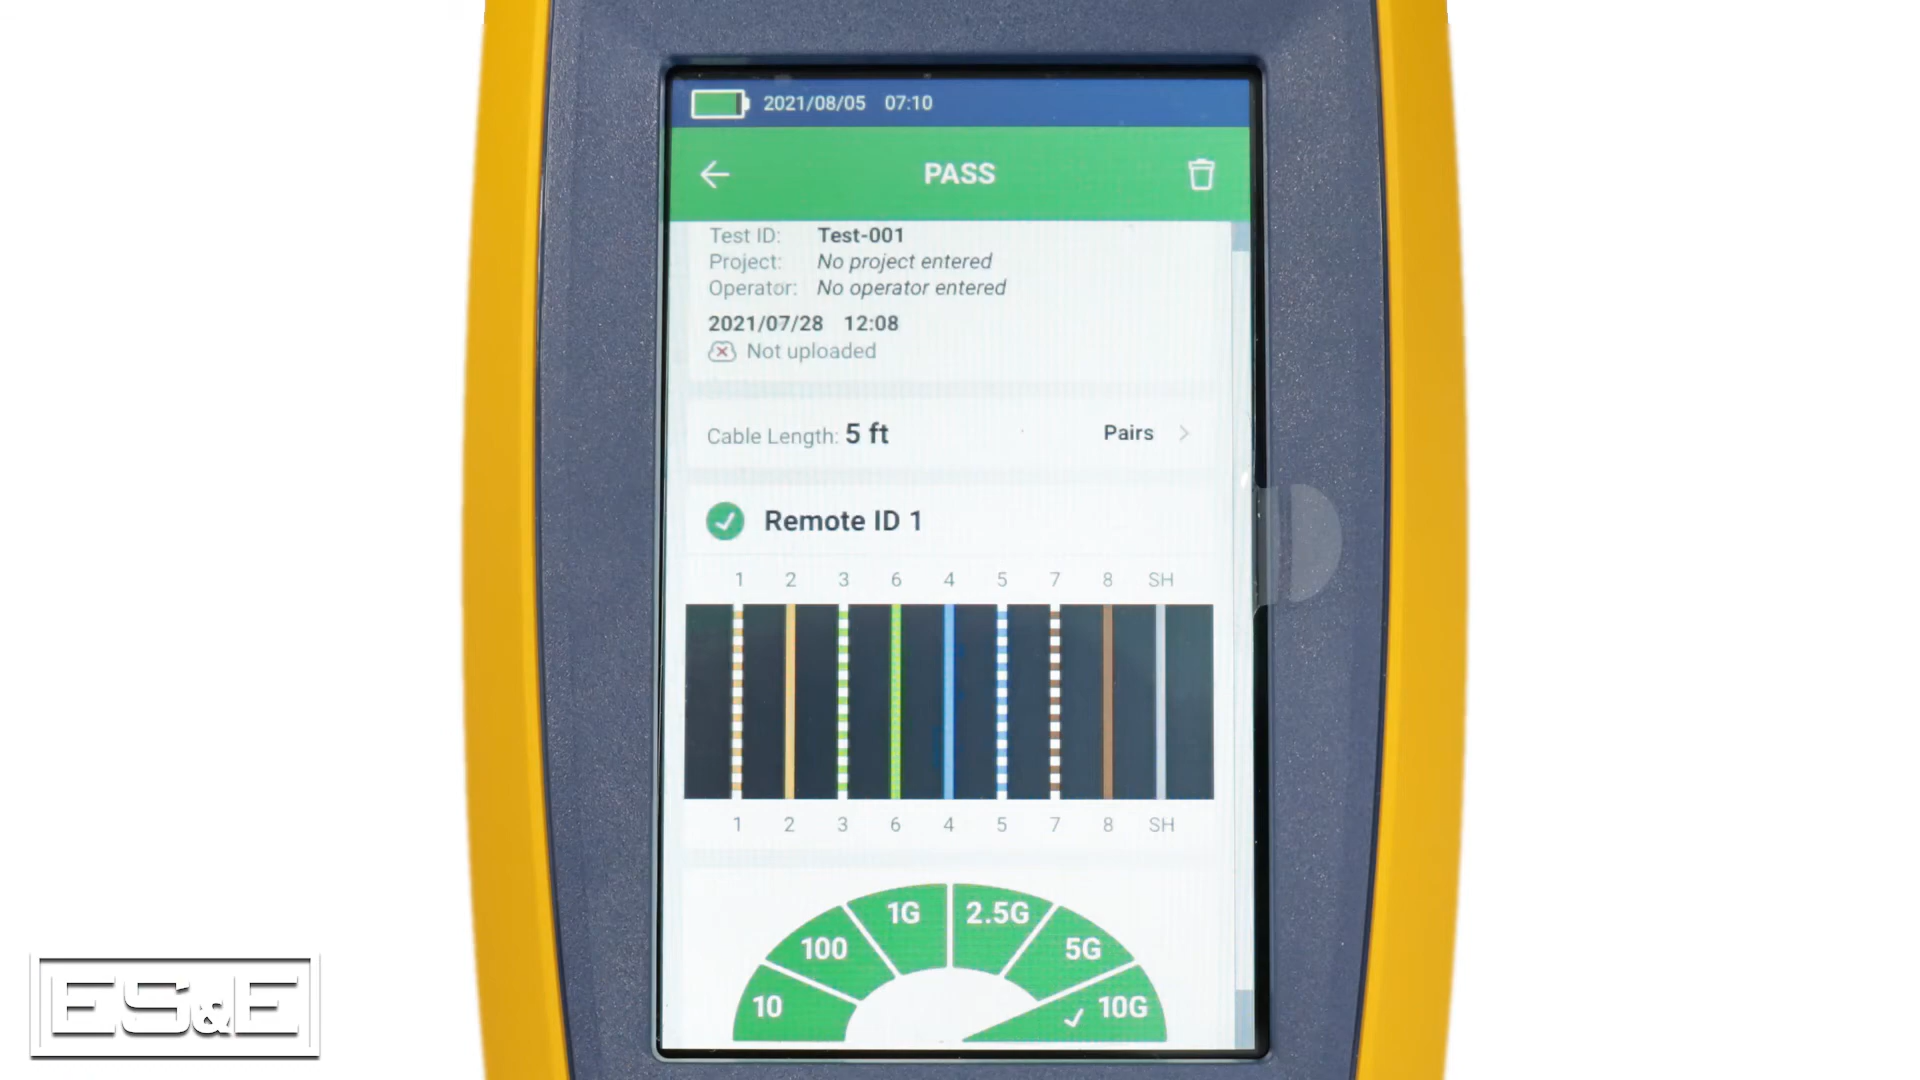 2021/08/05 07:10
PASS
Test ID: Test-001
Project: No project entered
Operator: No operator entered
2021/07/28 12:08
Not uploaded
Cable Length: 5 ft Pairs
Remote ID 1
1 2 3 6 4 5 7 8 SH
1 2 3 6 4 5 7 8 SH
10 100 1G 2.5G 5G 10G
ES&E